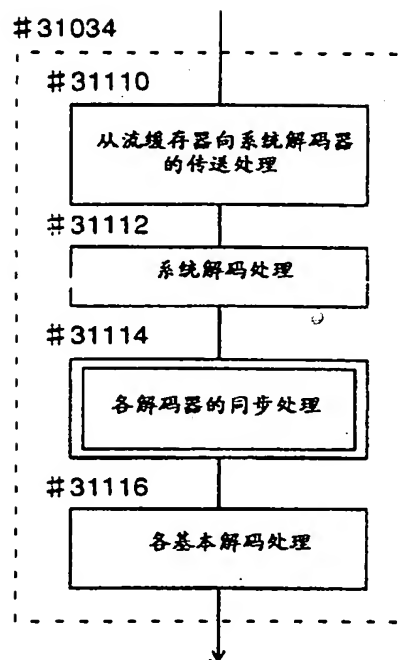 #31034
#31110
从流缓存器向系统解码器
的传送处理
#31112
系统解码处理
#31114
各解码器的同步处理
#31116
各基本解码处理